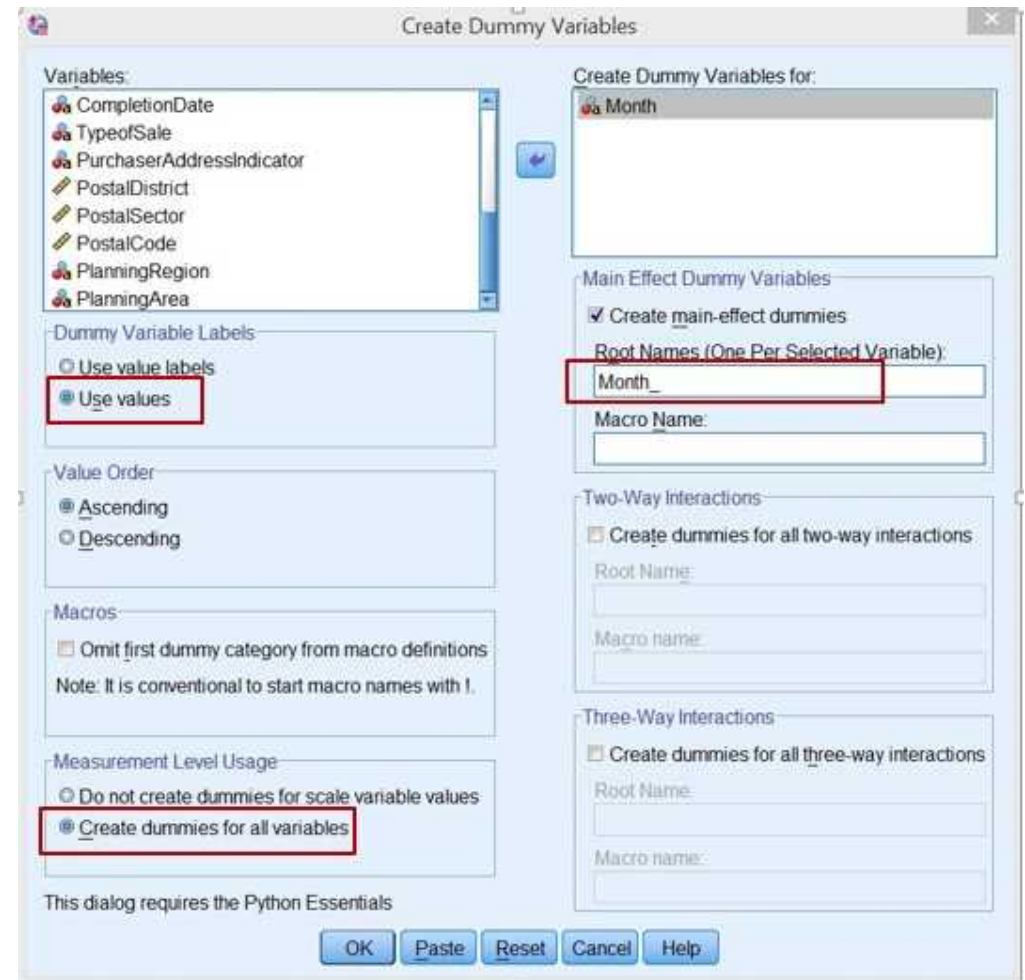 Create Dummy Variables
Variables:
CompletionDate
TypeofSale
PurchaserAddressIndicator
PostalDistrict
PostalSector
PostalCode
PlanningRegion
PlanningArea
Dummy Variable Labels
Use value labels
Use values
Value Order
Ascending
Descending
Macros
Omit first dummy category from macro definitions
Note: It is conventional to start macro names with !.
Measurement Level Usage
Do not create dummies for scale variable values
Create dummies for all variables
This dialog requires the Python Essentials
Create Dummy Variables for:
Month
Main Effect Dummy Variables
Create main-effect dummies
Root Names (One Per Selected Variable):
Month_
Macro Name:
Two-Way Interactions
Create dummies for all two-way interactions
Root Name:
Macro name:
Three-Way Interactions
Create dummies for all three-way interactions
Root Name:
Macro name:
OK Paste Reset Cancel Help